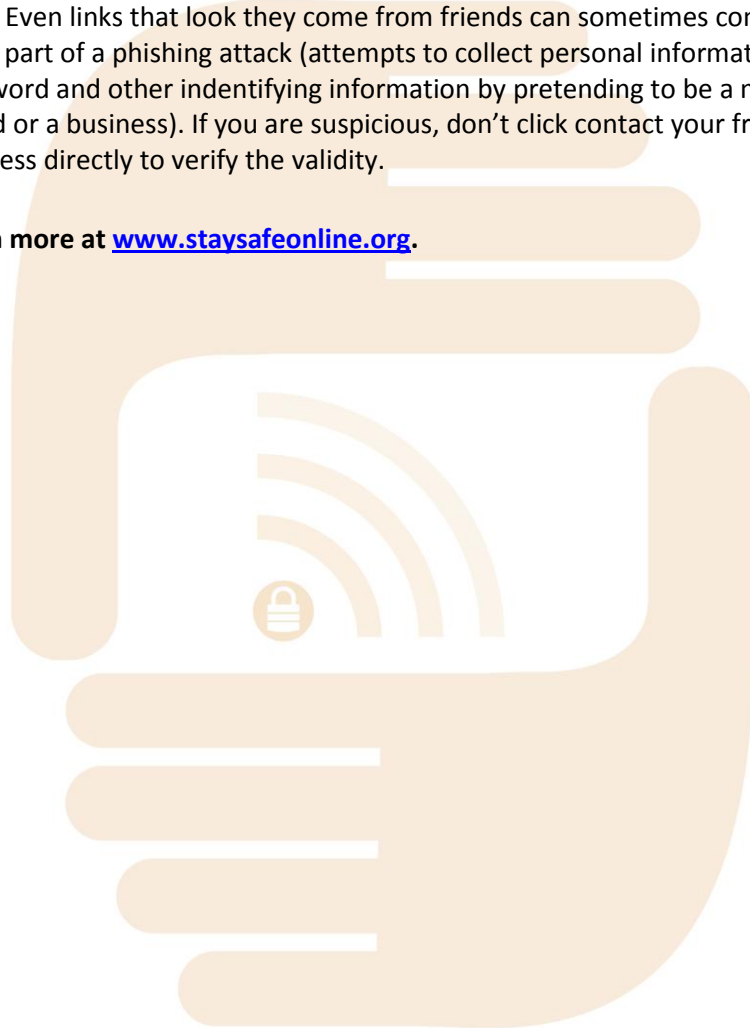 Even links that look they come from friends can sometimes
part of a phishing attack (attempts to collect personal
and other indentifying information by pretending to be a
or a business). If you are suspicious, don’t click contact your
directly to verify the validity.
more at www.staysafeonline.org.